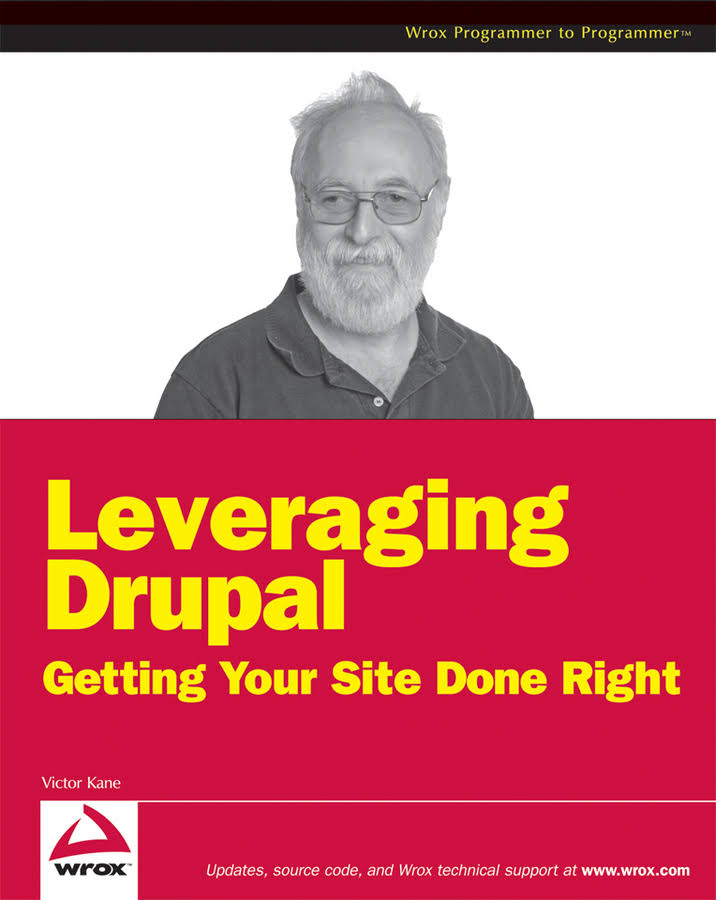 Wrox Programmer to Programmer™
Leveraging
Drupal
Getting Your Site Done Right
Victor Kane
wrox™
Updates, source code, and Wrox technical support at www.wrox.com